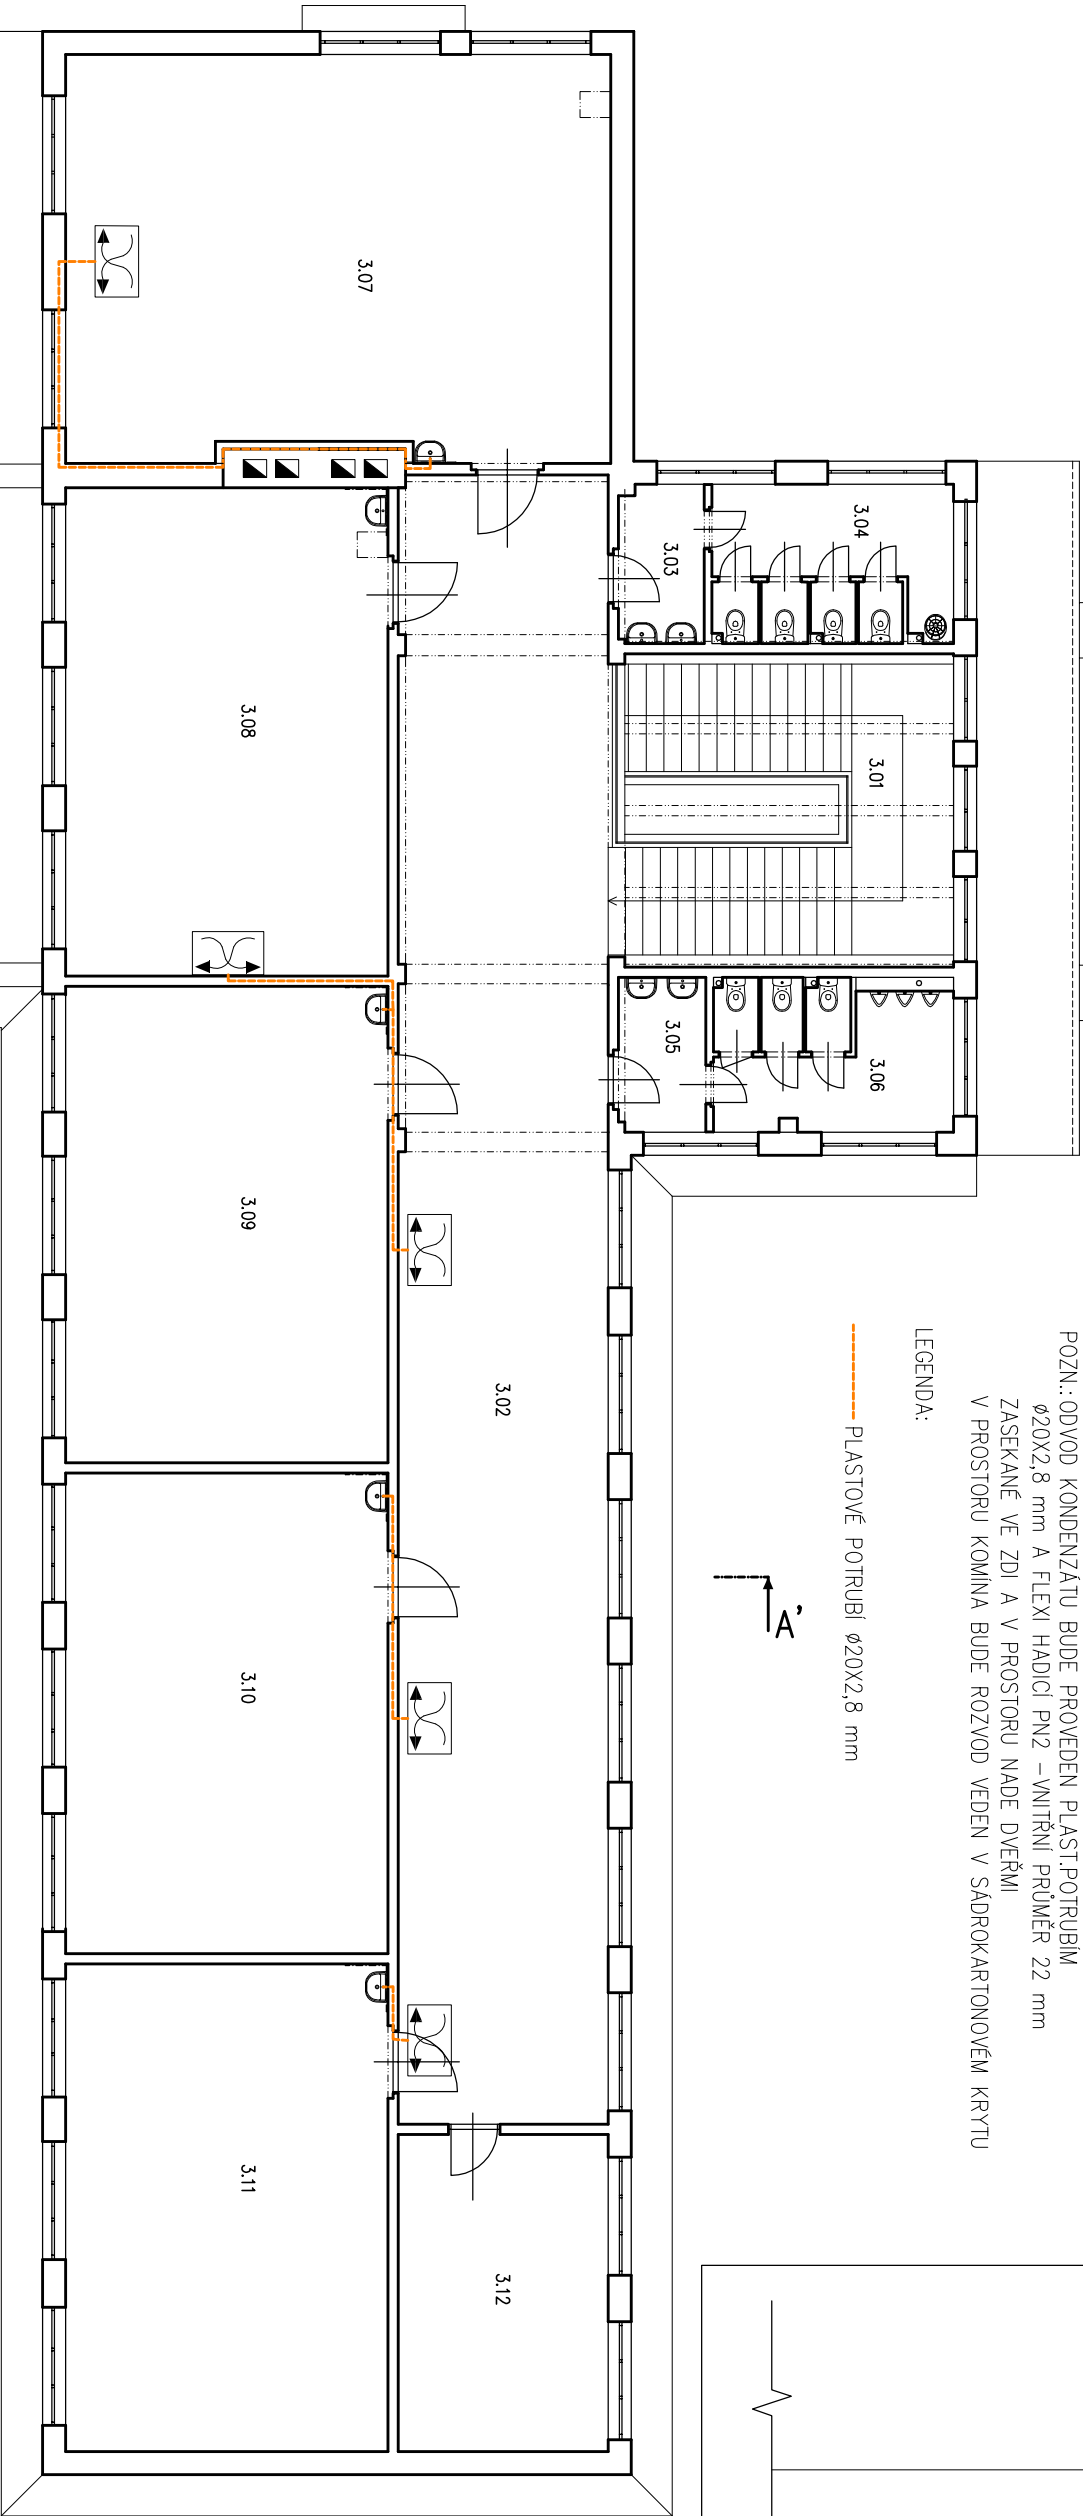 POZN.: ODVOD KONDENZÁTU BUDE PROVEDEN PLAST.POTRUBÍM
Ø20X2,8 mm A FLEXI HADICÍ PN2 –VNITŘNÍ PRŮMĚR 22 mm
ZASEKANÉ VE ZDI A V PROSTORU NADE DVEŘMI
V PROSTORU KOMÍNA BUDE ROZVOD VEDEN V SÁDROKARTONOVÉM KRYTU
LEGENDA:
PLASTOVÉ POTRUBÍ Ø20X2,8 mm
A'
3.04
3.01
3.06
3.03
3.05
3.02
3.12
3.07
3.08
3.09
3.10
3.11